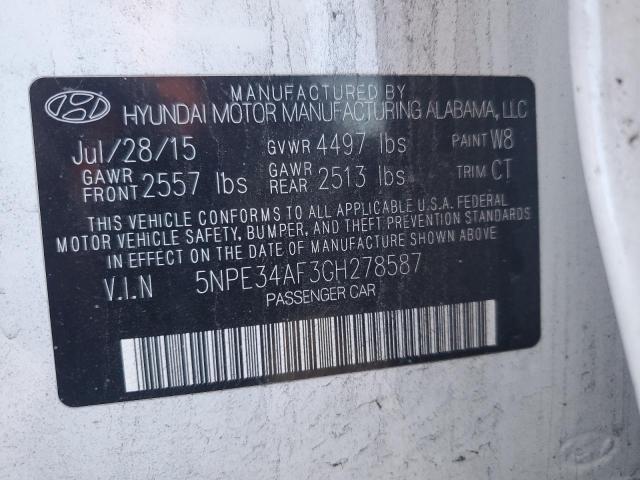 MANUFACTURED BY
HYUNDAI MOTOR MANUFACTURING ALABAMA, LLC
Jul/28/15 GVWR 4497 lbs PAINT W8
GAWR FRONT 2557 lbs GAWR REAR 2513 lbs TRIM CT
THIS VEHICLE CONFORMS TO ALL APPLICABLE U.S.A. FEDERAL
MOTOR VEHICLE SAFETY, BUMPER, AND THEFT PREVENTION STANDARDS
IN EFFECT ON THE DATE OF MANUFACTURE SHOWN ABOVE.
V.I.N 5NPE34AF3GH278587
PASSENGER CAR